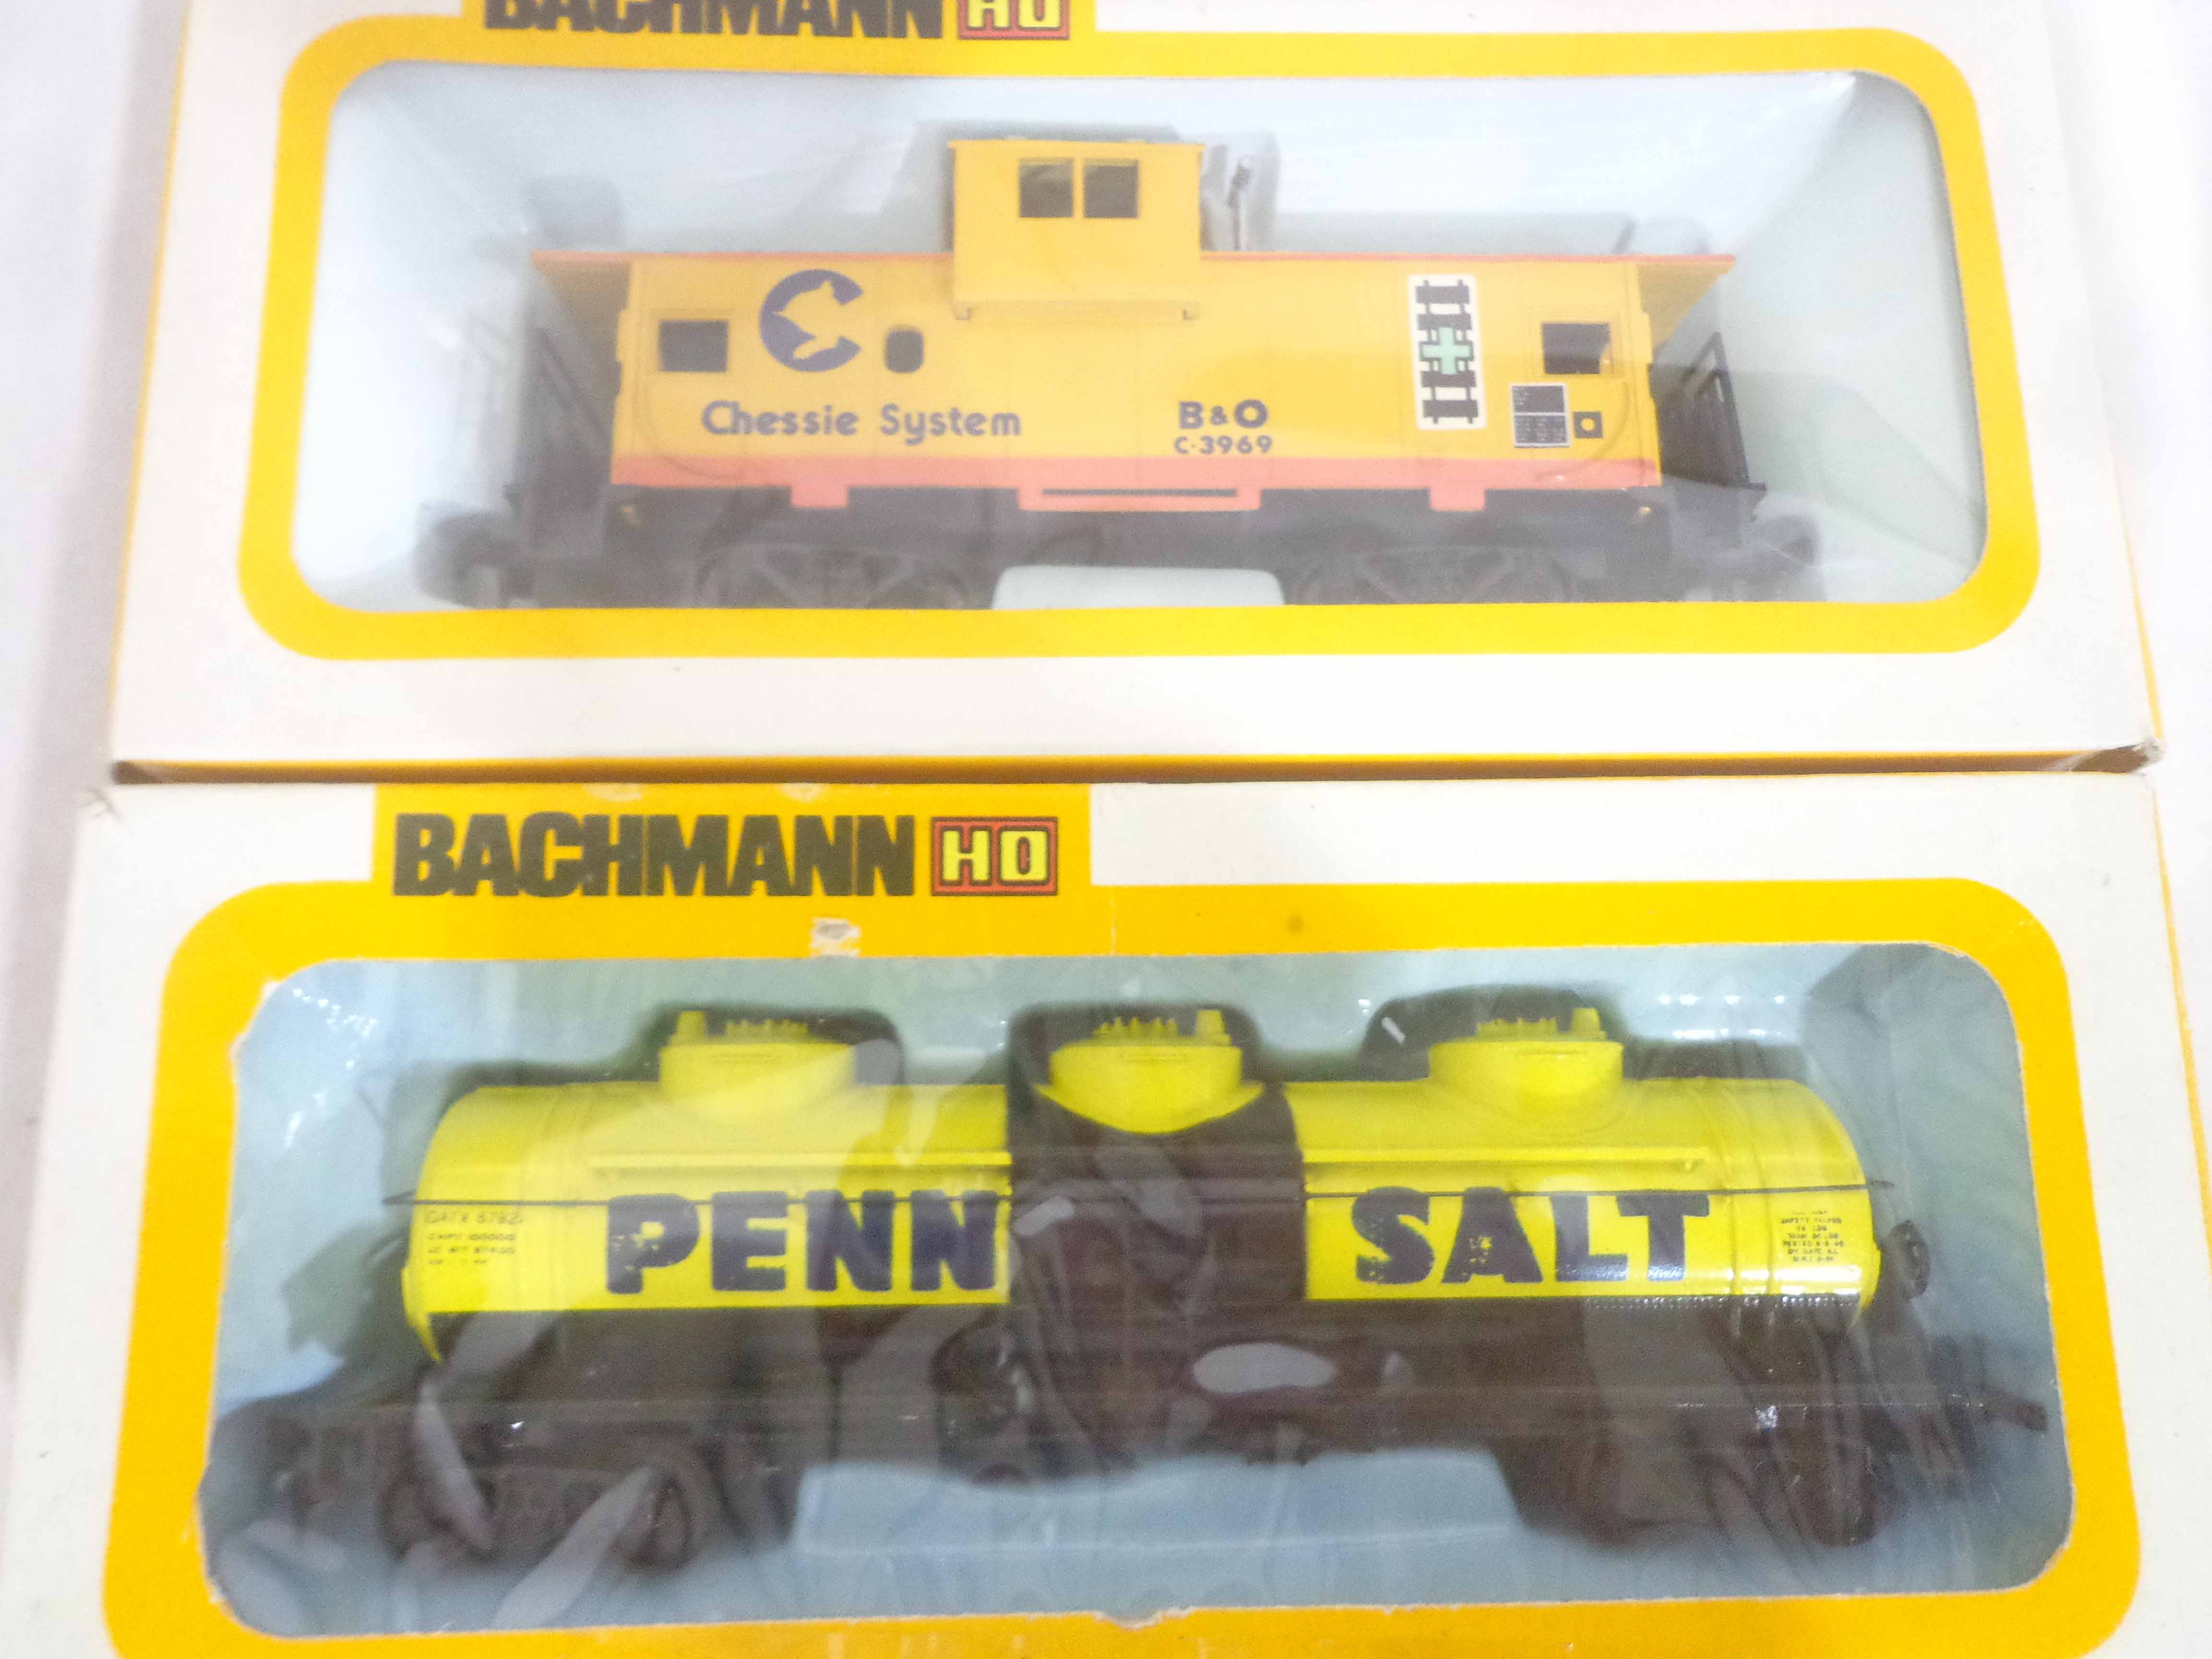 BACHMANN HO
Chessie System
B&O
C-3969
BACHMANN HO
PENN SALT